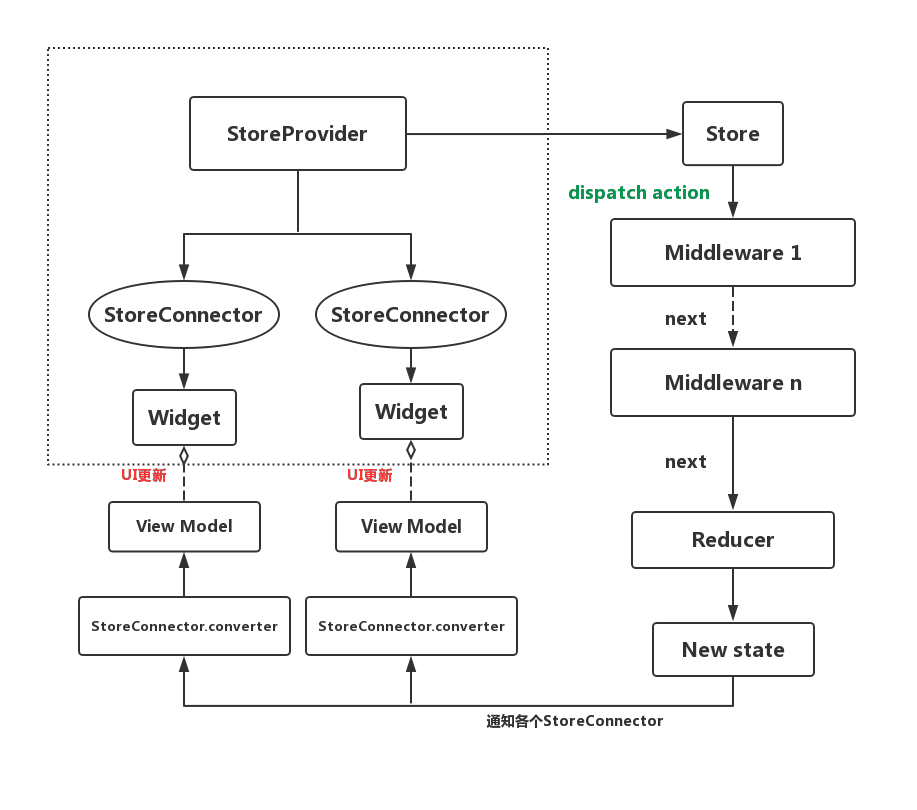 StoreProvider
Store
dispatch action
Middleware 1
StoreConnector
StoreConnector
next
Middleware n
Widget
Widget
next
UI更新
UI更新
View Model
View Model
Reducer
StoreConnector.converter
StoreConnector.converter
New state
通知各个StoreConnector